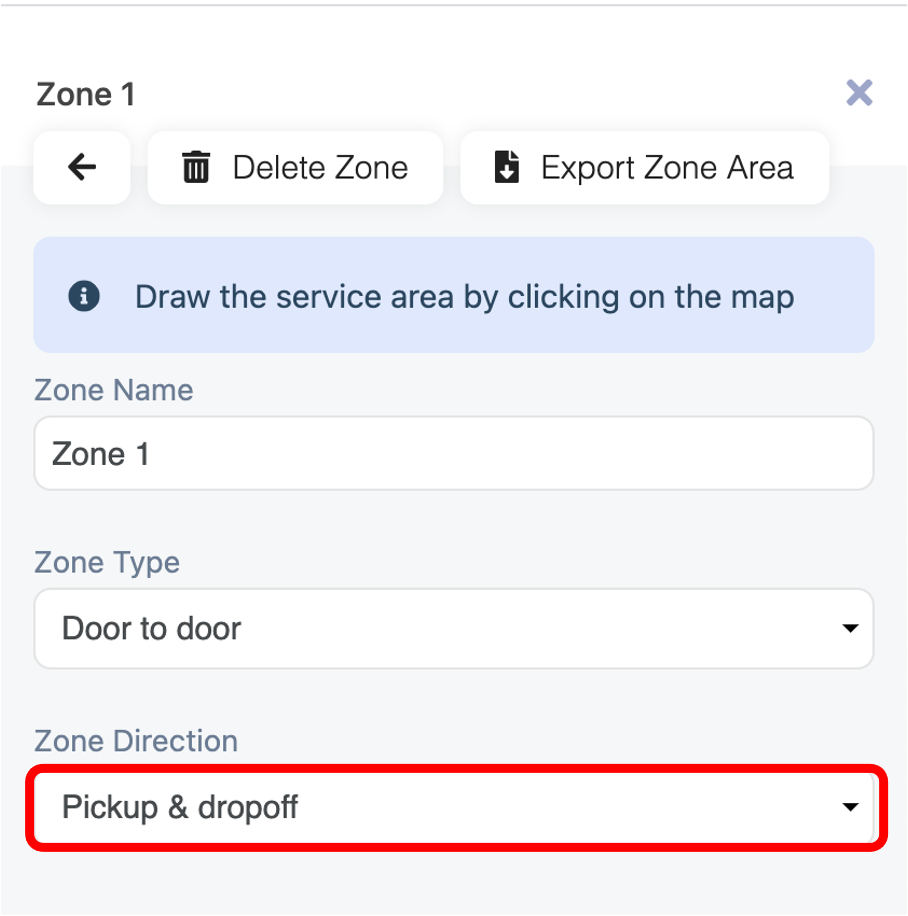 Zone 1
Delete Zone
Export Zone Area
Draw the service area by clicking on the map
Zone Name
Zone 1
Zone Type
Door to door
Zone Direction
Pickup & dropoff